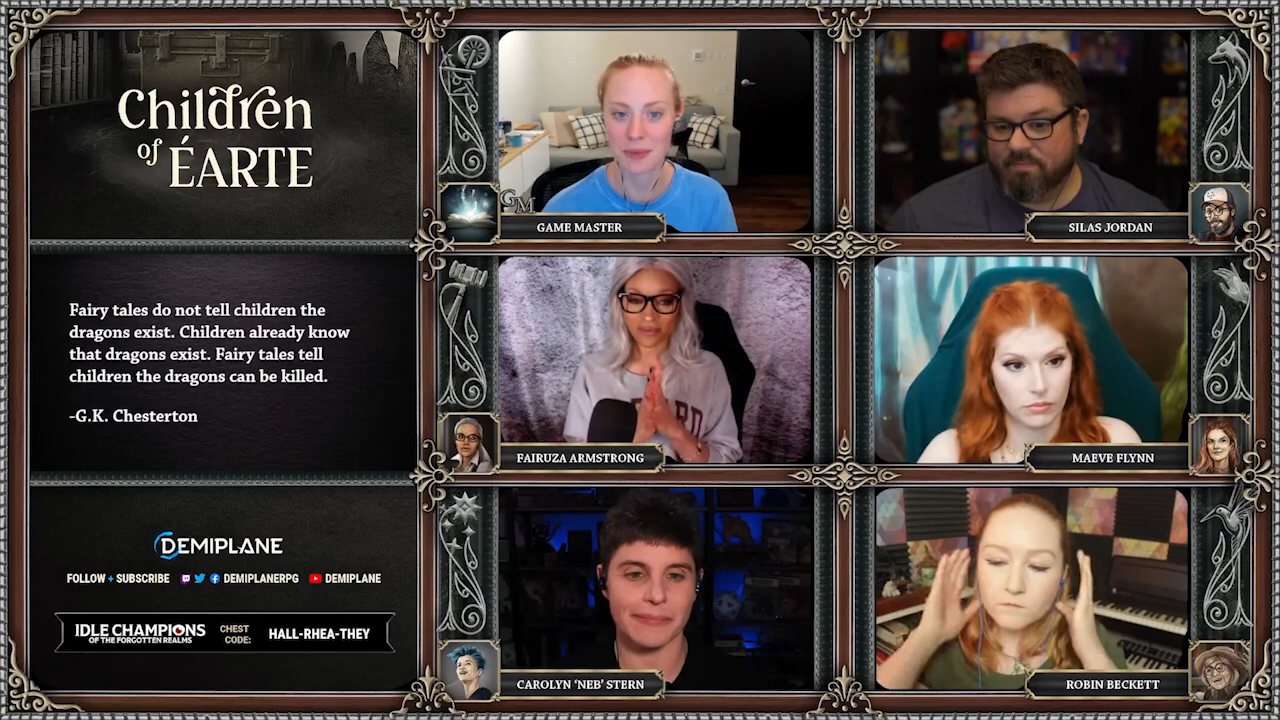 Children
of ÉARTE
Fairy tales do not tell children the
dragons exist. Children already know
that dragons exist. Fairy tales tell
children the dragons can be killed.
-G.K. Chesterton
DEMIPLANE
FOLLOW + SUBSCRIBE DEMIPLANERPG DEMIPLANE
IDLE CHAMPIONS
OF THE FORGOTTEN REALMS
CHEST
CODE:
HALL-RHEA-THEY
GM
GAME MASTER
SILAS JORDAN
FAIRUZA ARMSTRONG
MAEVE FLYNN
CAROLYN ‘NEB’ STERN
ROBIN BECKETT